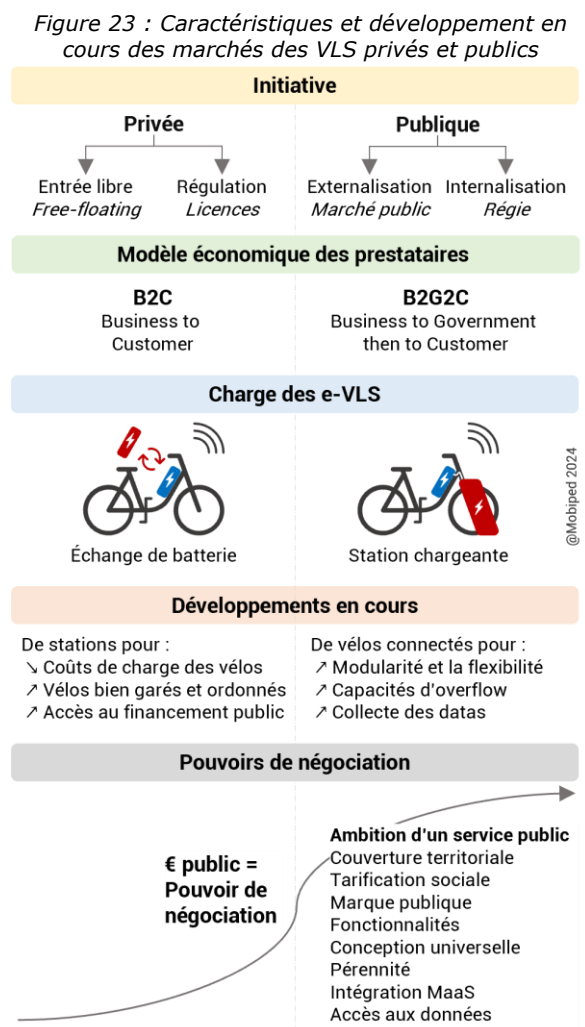 Figure 23 : Caractéristiques et développement en
cours des marchés des VLS privés et publics
Initiative
Privée
Publique
Entrée libre
Free-floating
Régulation
Licences
Externalisation
Marché public
Internalisation
Régie
Modèle économique des prestataires
B2C
Business to
Customer
B2G2C
Business to Government
then to Customer
Charge des e-VLS
Échange de batterie
Station chargeante
@Mobiped 2024
Développements en cours
De stations pour :
↘ Coûts de charge des vélos
↗ Vélos bien garés et ordonnés
↗ Accès au financement public
De vélos connectés pour :
↗ Modularité et la flexibilité
↗ Capacités d'overflow
↗ Collecte des datas
Pouvoirs de négociation
€ public =
Pouvoir de
négociation
Ambition d'un service public
Couverture territoriale
Tarification sociale
Marque publique
Fonctionnalités
Conception universelle
Pérennité
Intégration MaaS
Accès aux données